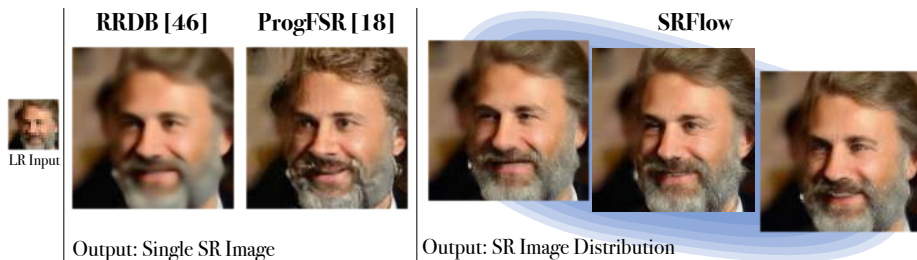 RRDB [46]
ProgFSR [18]
SRFlow
LR Input
Output: Single SR Image
Output: SR Image Distribution